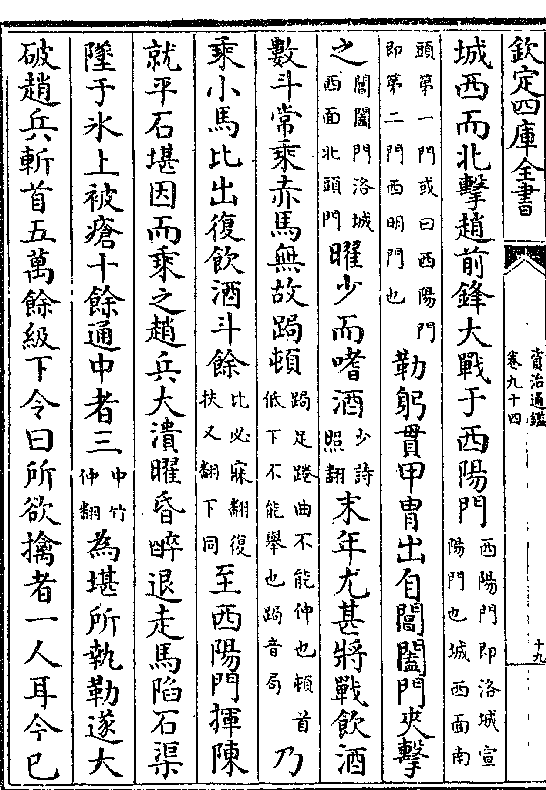 欽定四庫全書
資治通鑑
卷九十四
十九
城西而北擊趙前鋒大戰于西陽門西陽門即洛城宣陽門也城西面南
頭第一門或曰西陽門即第二門西明門也勒躬貫甲冑出自閶闔門夾擊
之閶闔門洛城西面北頭門曜少而嗜酒少詩照翻末年尤甚將戰飲酒
數斗常乘赤馬無故跼頓跼足踡曲不能伸也頓首低下不能舉也跼音局乃
乘小馬比出復飲酒斗餘比必寐翻復扶又翻下同至西陽門揮陳
就平石堪因而乘之趙兵大潰曜昏醉退走馬陷石渠
墜于氷上被瘡十餘通中者三中竹仲翻為堪所執勒遂大
破趙兵斬首五萬餘級下令曰所欲擒者一人耳今已